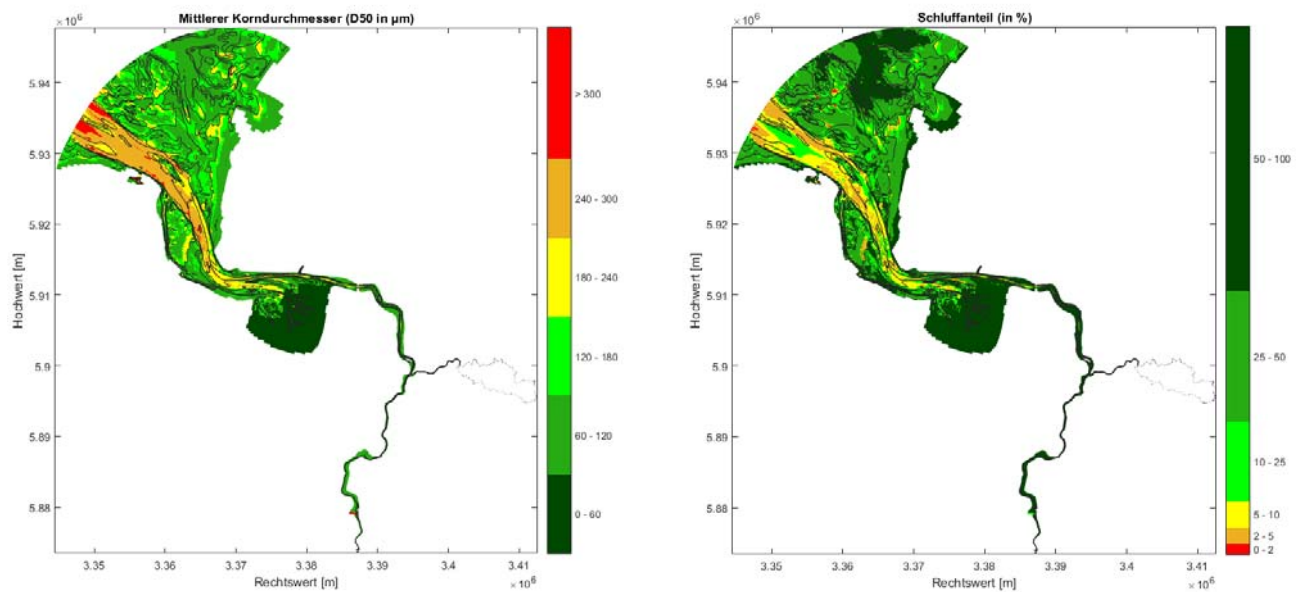 Mittlerer Korndurchmesser (D50 in µm)
× 10⁶
5.94
5.93
5.92
5.91
5.9
5.89
5.88
Hochwert [m]
3.35
3.36
3.37
3.38
3.39
3.4
3.41
Rechtswert [m]
× 10⁶
> 300
240 - 300
180 - 240
120 - 180
60 - 120
0 - 60
Schluffanteil (in %)
× 10⁶
5.94
5.93
5.92
5.91
5.9
5.89
5.88
Hochwert [m]
3.35
3.36
3.37
3.38
3.39
3.4
3.41
Rechtswert [m]
× 10⁶
50 - 100
25 - 50
10 - 25
5 - 10
2 - 5
0 - 2